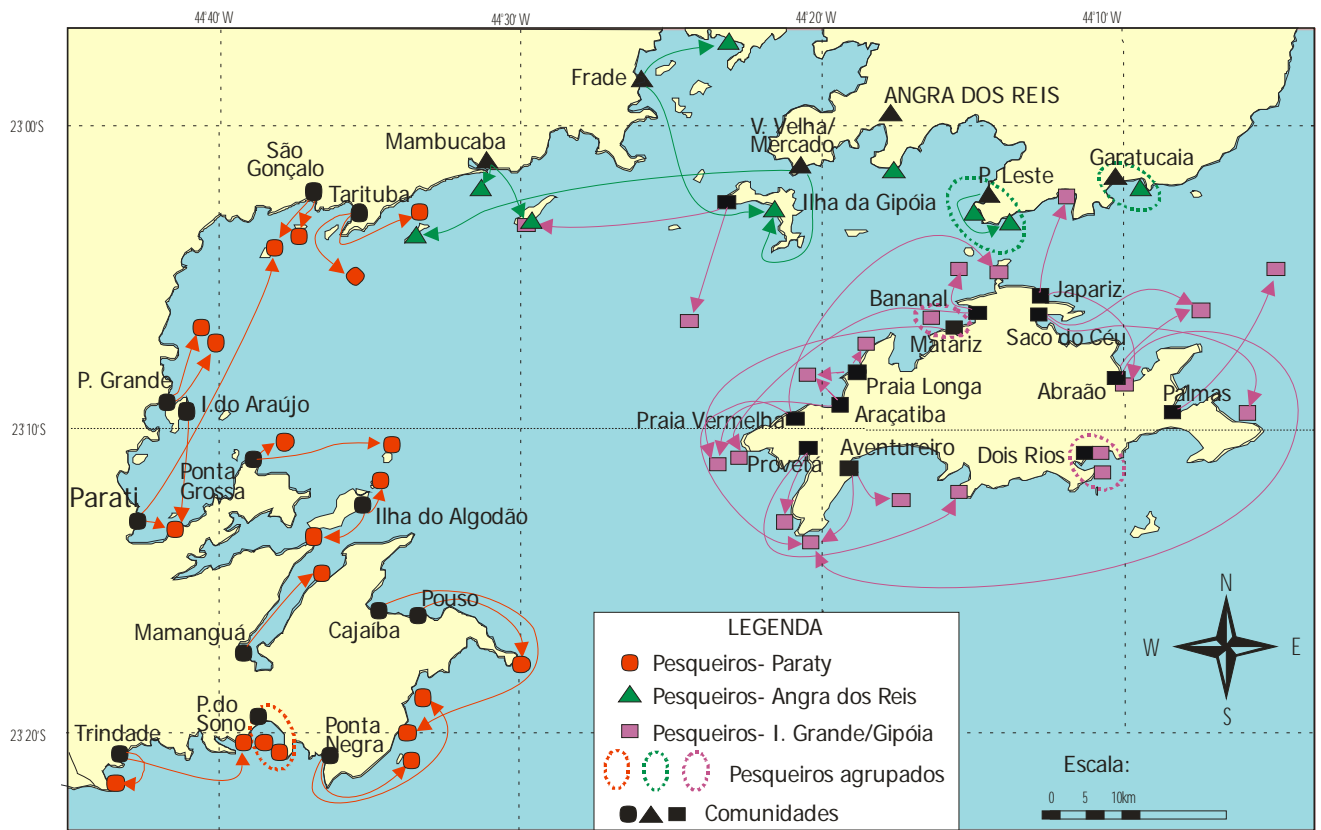 44'40'W
44'30'W
44'20'W
44'10'W
Frade
ANGRA DOS REIS
23'00'S
V. Velha/
Mercado
Mambucaba
São
Gonçalo
Garatucaia
Tarituba
P. Leste
Ilha da Gipóia
Japariz
Bananal
Saco do Céu
Matariz
P. Grande
Praia Longa
Abraão
Palmas
I.do Araújo
Araçatiba
Praia Vermelha
23'10'S
Aventureiro
Provetá
Dois Rios
Ponta
Grossa
Parati
Ilha do Algodão
Pouso
Cajaíba
Mamanguá
LEGENDA
Pesqueiros- Paraty
Pesqueiros- Angra dos Reis
Pesqueiros- I. Grande/Gipóia
Pesqueiros agrupados
Comunidades
N
W
E
S
P.do
Sono
Ponta
Negra
Trindade
23'20'S
Escala:
0 5 10km